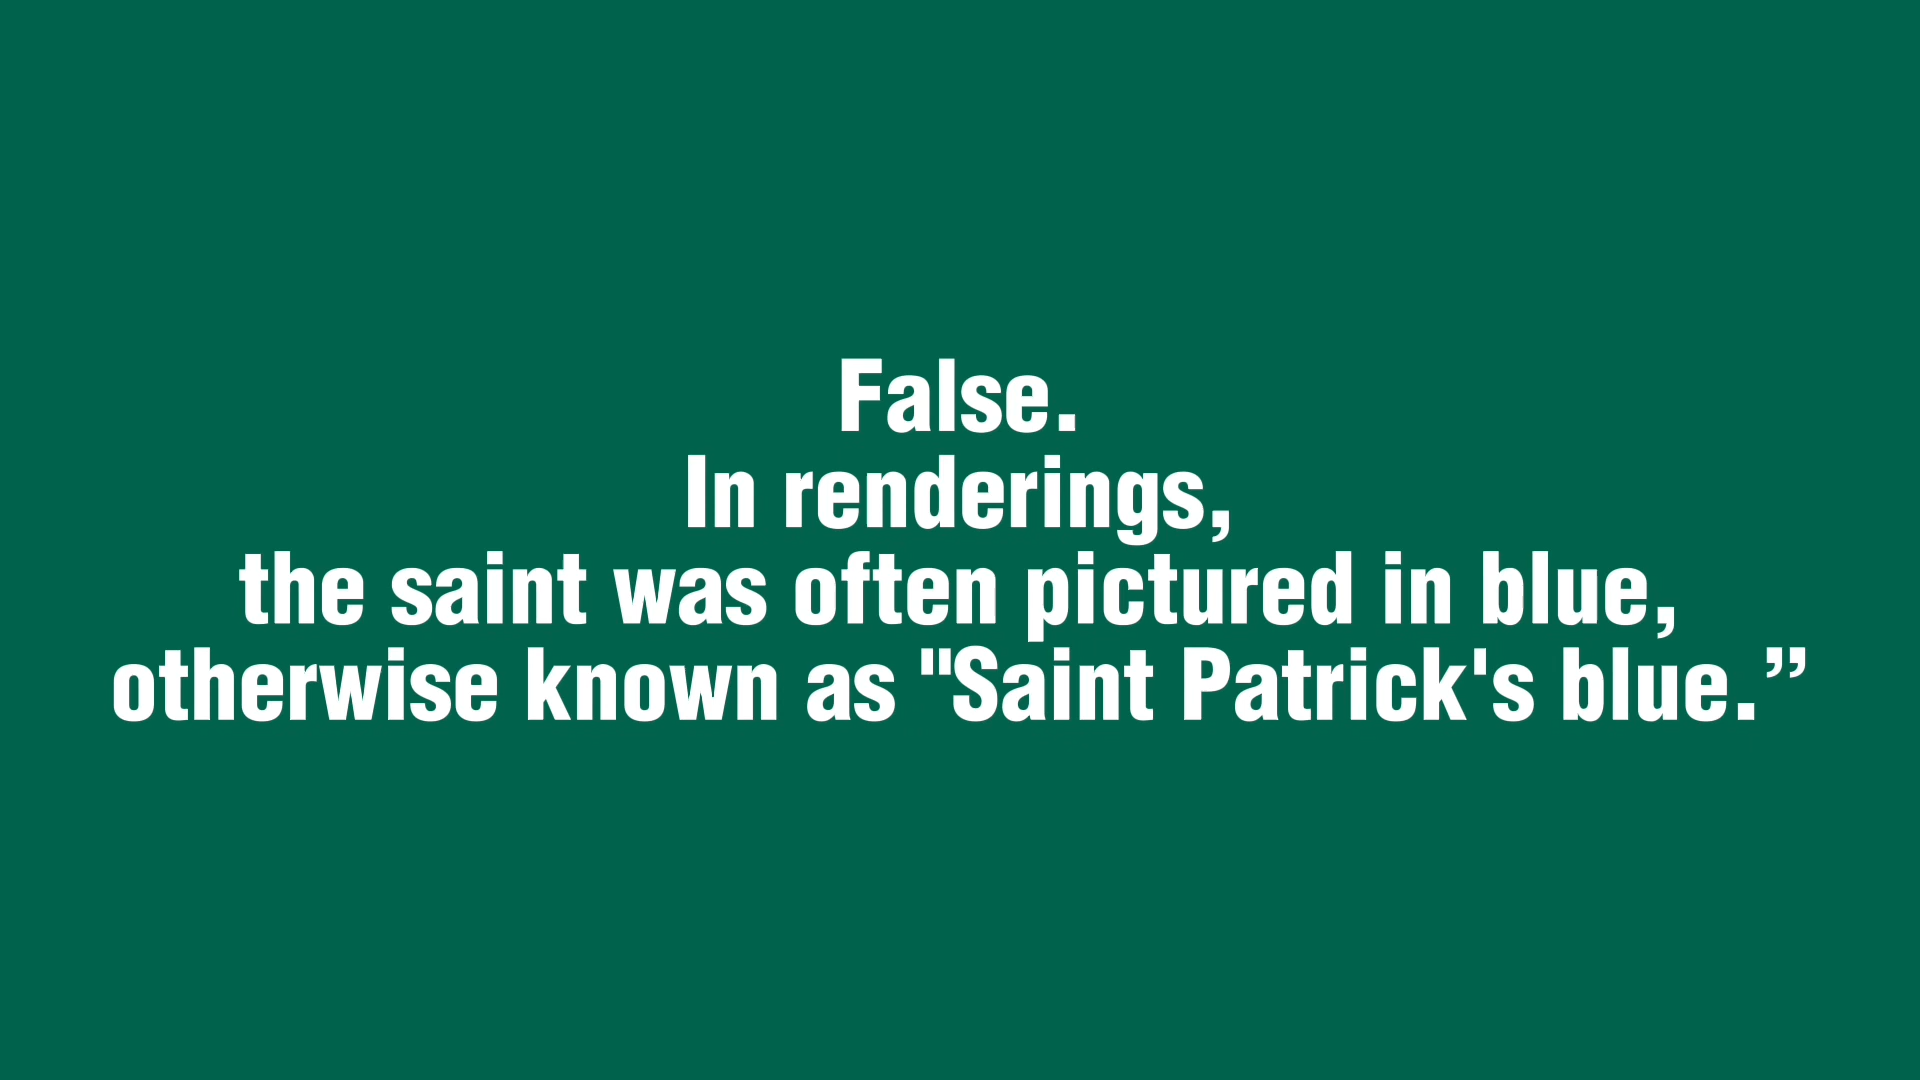 False.
In renderings,
the saint was often pictured in blue,
otherwise known as "Saint Patrick's blue.”